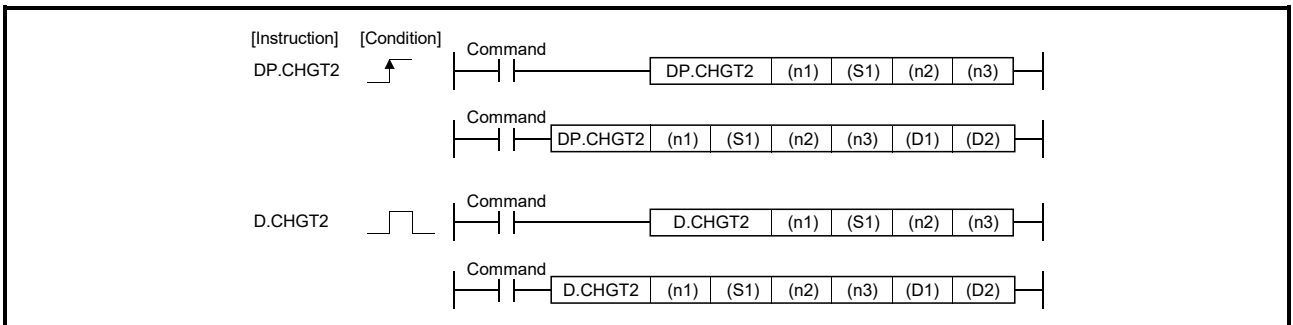 [Instruction] [Condition]
Command
DP.CHGT2 DP.CHGT2 (n1) (S1) (n2) (n3)
Command
DP.CHGT2 (n1) (S1) (n2) (n3) (D1) (D2)
Command
D.CHGT2 D.CHGT2 (n1) (S1) (n2) (n3)
Command
D.CHGT2 (n1) (S1) (n2) (n3) (D1) (D2)